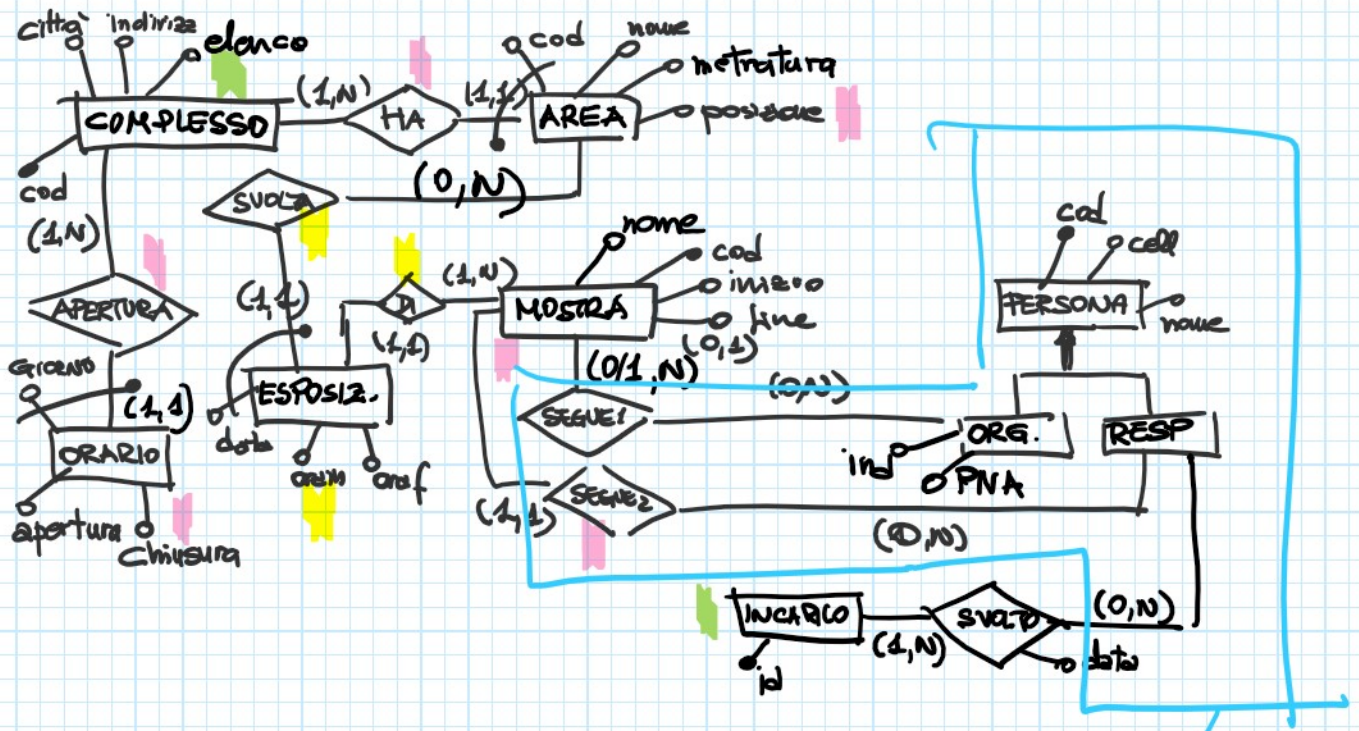 città indirizz elenco
cod nome
metratura
(1,N) (1,1)
COMPLESSO HA AREA posizione
cod
(0,N)
SVOLTA
(1,N)
nome
cod
cod cell
(1,N)
inizio
APERTURA (1,1) DI MOSTRA PERSONA
fine
nome
(1,1) (0,1)
GIORNO
(0/1,N) (0,N)
(1,1) ESPOSIZ.
SEGUE1 ORG. RESP
data
ORARIO ind
orain oraf PNA
SEGUE2
apertura (1,1)
chiusura (0,N)
INCARICO SVOLTO (0,N)
(1,N) data
id